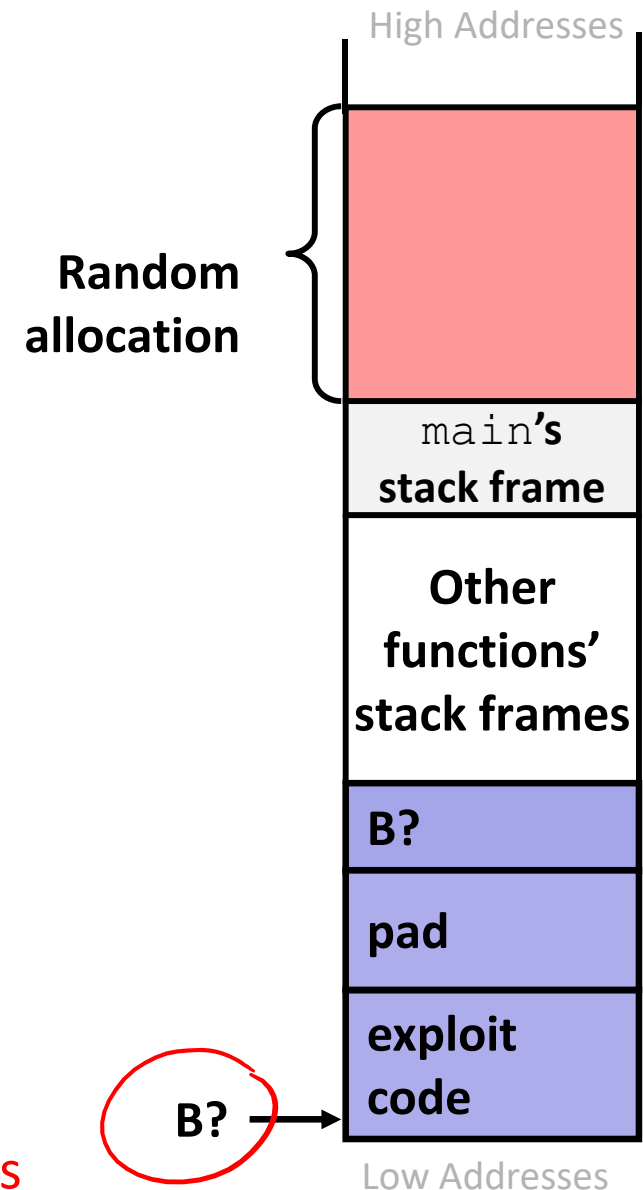 High Addresses
Random
allocation
main's
stack frame
Other
functions’
stack frames
B?
pad
exploit
code
B?
s
Low Addresses